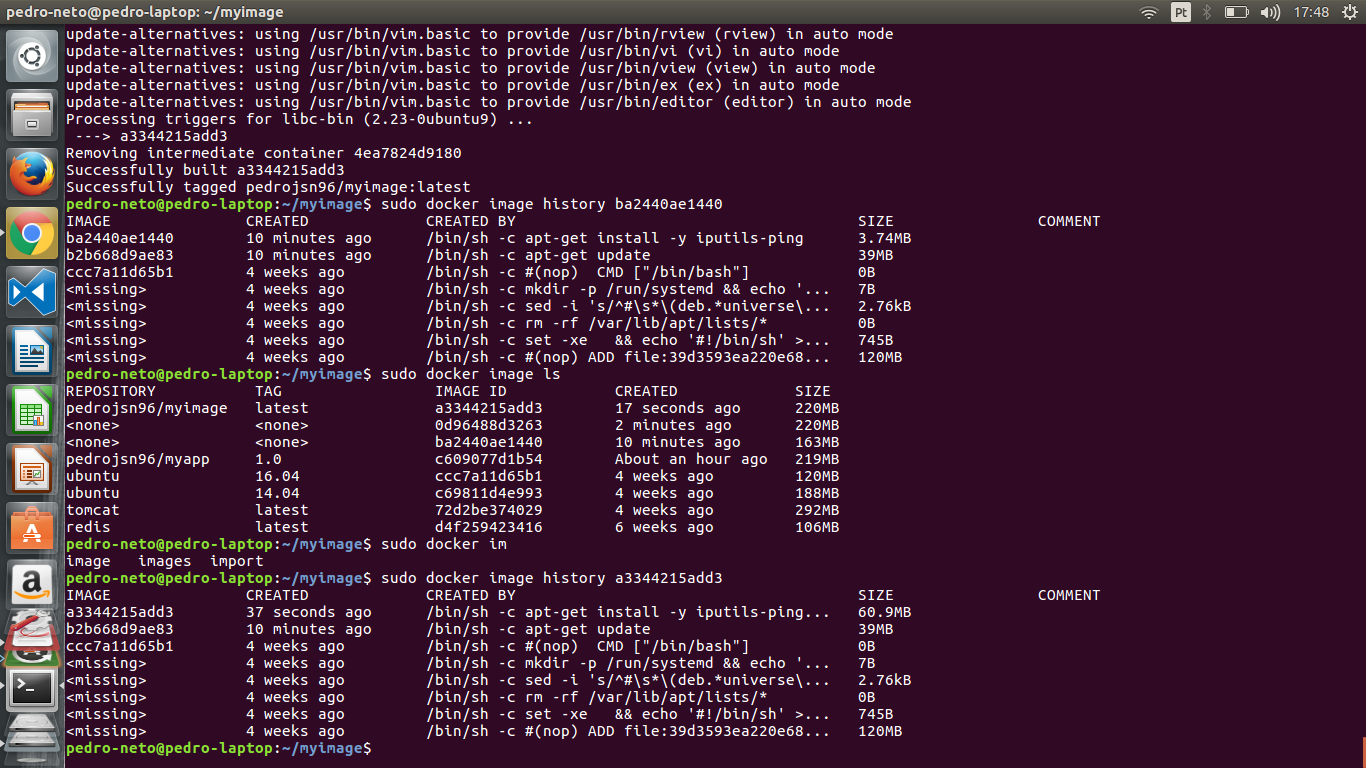 pedro-neto@pedro-laptop: ~/myimage
Pt
17:48
update-alternatives: using /usr/bin/vim.basic to provide /usr/bin/rview (rview) in auto mode
update-alternatives: using /usr/bin/vim.basic to provide /usr/bin/vi (vi) in auto mode
update-alternatives: using /usr/bin/vim.basic to provide /usr/bin/view (view) in auto mode
update-alternatives: using /usr/bin/vim.basic to provide /usr/bin/ex (ex) in auto mode
update-alternatives: using /usr/bin/vim.basic to provide /usr/bin/editor (editor) in auto mode
Processing triggers for libc-bin (2.23-0ubuntu9) ...
 ---> a3344215add3
Removing intermediate container 4ea7824d9180
Successfully built a3344215add3
Successfully tagged pedrojsn96/myimage:latest
pedro-neto@pedro-laptop:~/myimage$ sudo docker image history ba2440ae1440
IMAGE               CREATED             CREATED BY                                      SIZE                COMMENT
ba2440ae1440        10 minutes ago      /bin/sh -c apt-get install -y iputils-ping      3.74MB
b2b668d9ae83        10 minutes ago      /bin/sh -c apt-get update                       39MB
ccc7a11d65b1        4 weeks ago         /bin/sh -c #(nop)  CMD ["/bin/bash"]            0B
<missing>           4 weeks ago         /bin/sh -c mkdir -p /run/systemd && echo '...   7B
<missing>           4 weeks ago         /bin/sh -c sed -i 's/^#\s*\(deb.*universe\...   2.76kB
<missing>           4 weeks ago         /bin/sh -c rm -rf /var/lib/apt/lists/*          0B
<missing>           4 weeks ago         /bin/sh -c set -xe   && echo '#!/bin/sh' >...   745B
<missing>           4 weeks ago         /bin/sh -c #(nop) ADD file:39d3593ea220e68...   120MB
pedro-neto@pedro-laptop:~/myimage$ sudo docker image ls
REPOSITORY           TAG                 IMAGE ID            CREATED             SIZE
pedrojsn96/myimage   latest              a3344215add3        17 seconds ago      220MB
<none>               <none>              0d96488d3263        2 minutes ago       220MB
<none>               <none>              ba2440ae1440        10 minutes ago      163MB
pedrojsn96/myapp     1.0                 c609077d1b54        About an hour ago   219MB
ubuntu               16.04               ccc7a11d65b1        4 weeks ago         120MB
ubuntu               14.04               c69811d4e993        4 weeks ago         188MB
tomcat               latest              72d2be374029        4 weeks ago         292MB
redis                latest              d4f259423416        6 weeks ago         106MB
pedro-neto@pedro-laptop:~/myimage$ sudo docker im
image   images  import
pedro-neto@pedro-laptop:~/myimage$ sudo docker image history a3344215add3
IMAGE               CREATED             CREATED BY                                      SIZE                COMMENT
a3344215add3        37 seconds ago      /bin/sh -c apt-get install -y iputils-ping...   60.9MB
b2b668d9ae83        10 minutes ago      /bin/sh -c apt-get update                       39MB
ccc7a11d65b1        4 weeks ago         /bin/sh -c #(nop)  CMD ["/bin/bash"]            0B
<missing>           4 weeks ago         /bin/sh -c mkdir -p /run/systemd && echo '...   7B
<missing>           4 weeks ago         /bin/sh -c sed -i 's/^#\s*\(deb.*universe\...   2.76kB
<missing>           4 weeks ago         /bin/sh -c rm -rf /var/lib/apt/lists/*          0B
<missing>           4 weeks ago         /bin/sh -c set -xe   && echo '#!/bin/sh' >...   745B
<missing>           4 weeks ago         /bin/sh -c #(nop) ADD file:39d3593ea220e68...   120MB
pedro-neto@pedro-laptop:~/myimage$